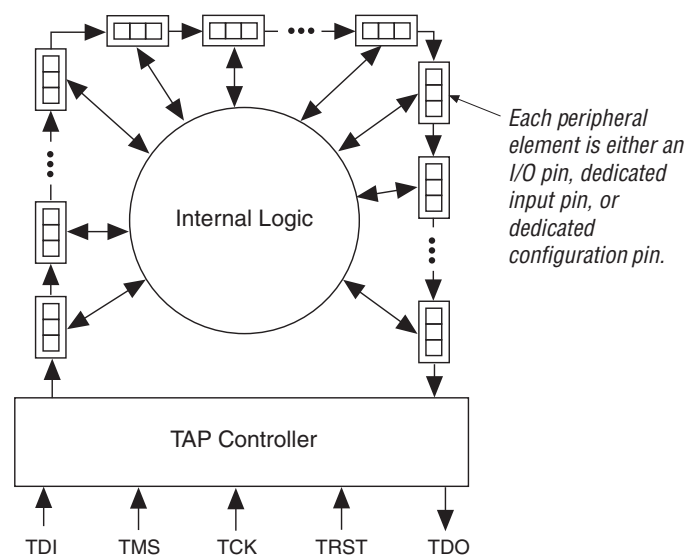 Each peripheral
element is either an
I/O pin, dedicated
input pin, or
dedicated
configuration pin.
Internal Logic
TAP Controller
TDI TMS TCK TRST TDO